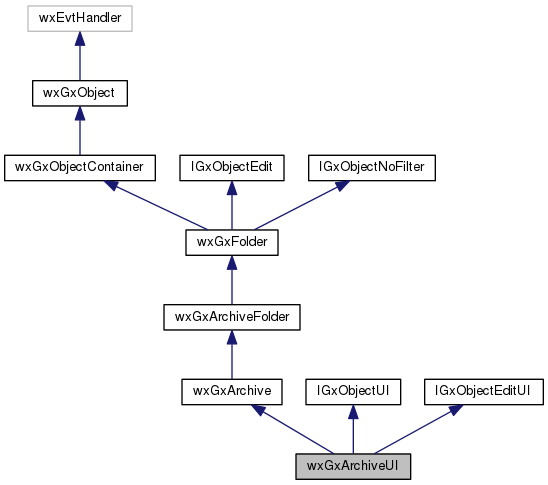 wxEvtHandler
wxGxObject
wxGxObjectContainer
IGxObjectEdit
IGxObjectNoFilter
wxGxFolder
wxGxArchiveFolder
wxGxArchive
IGxObjectUI
IGxObjectEditUI
wxGxArchiveUI